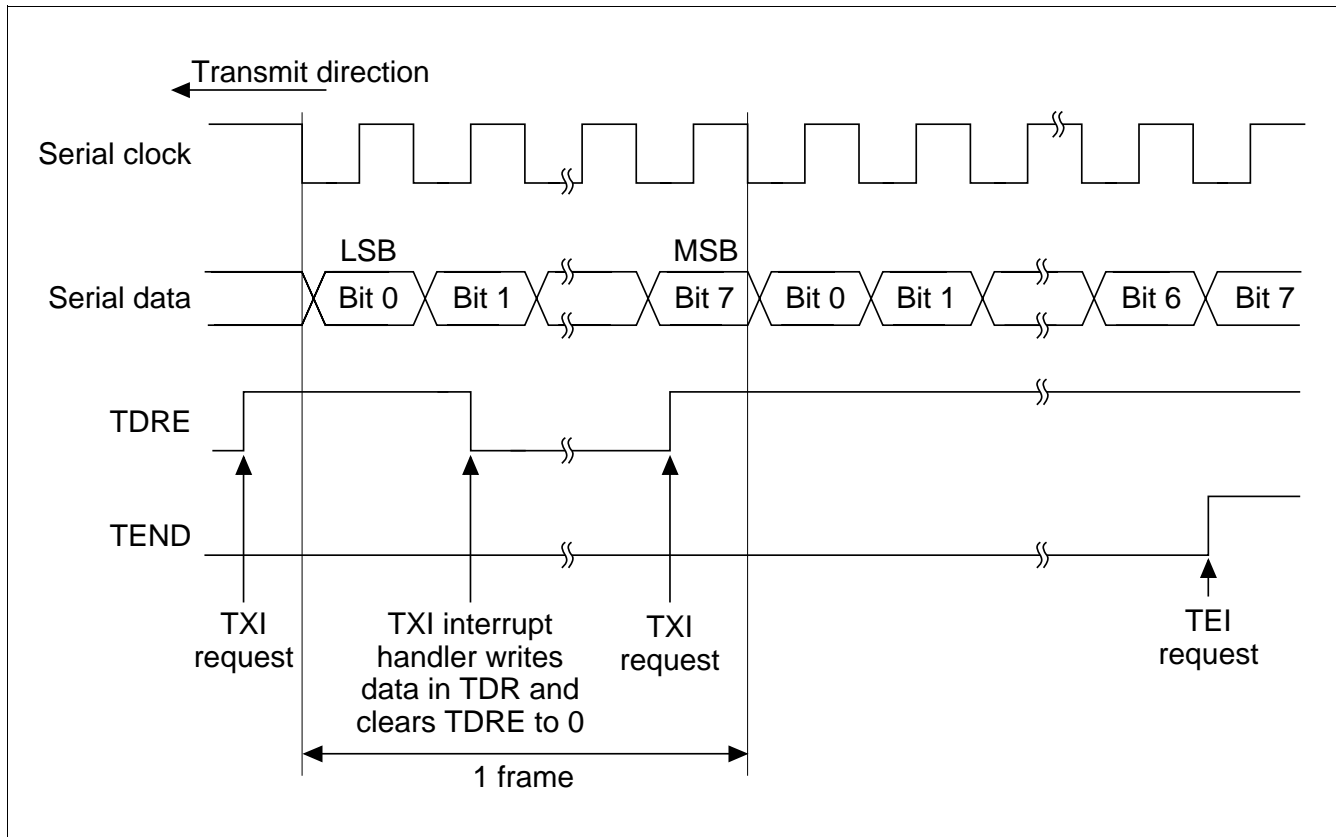 Transmit direction
Serial clock
LSB MSB
Serial data Bit 0 Bit 1 Bit 7 Bit 0 Bit 1 Bit 6 Bit 7
TDRE
TEND
TXI
request
TXI interrupt
handler writes
data in TDR and
clears TDRE to 0
TXI
request
TEI
request
1 frame